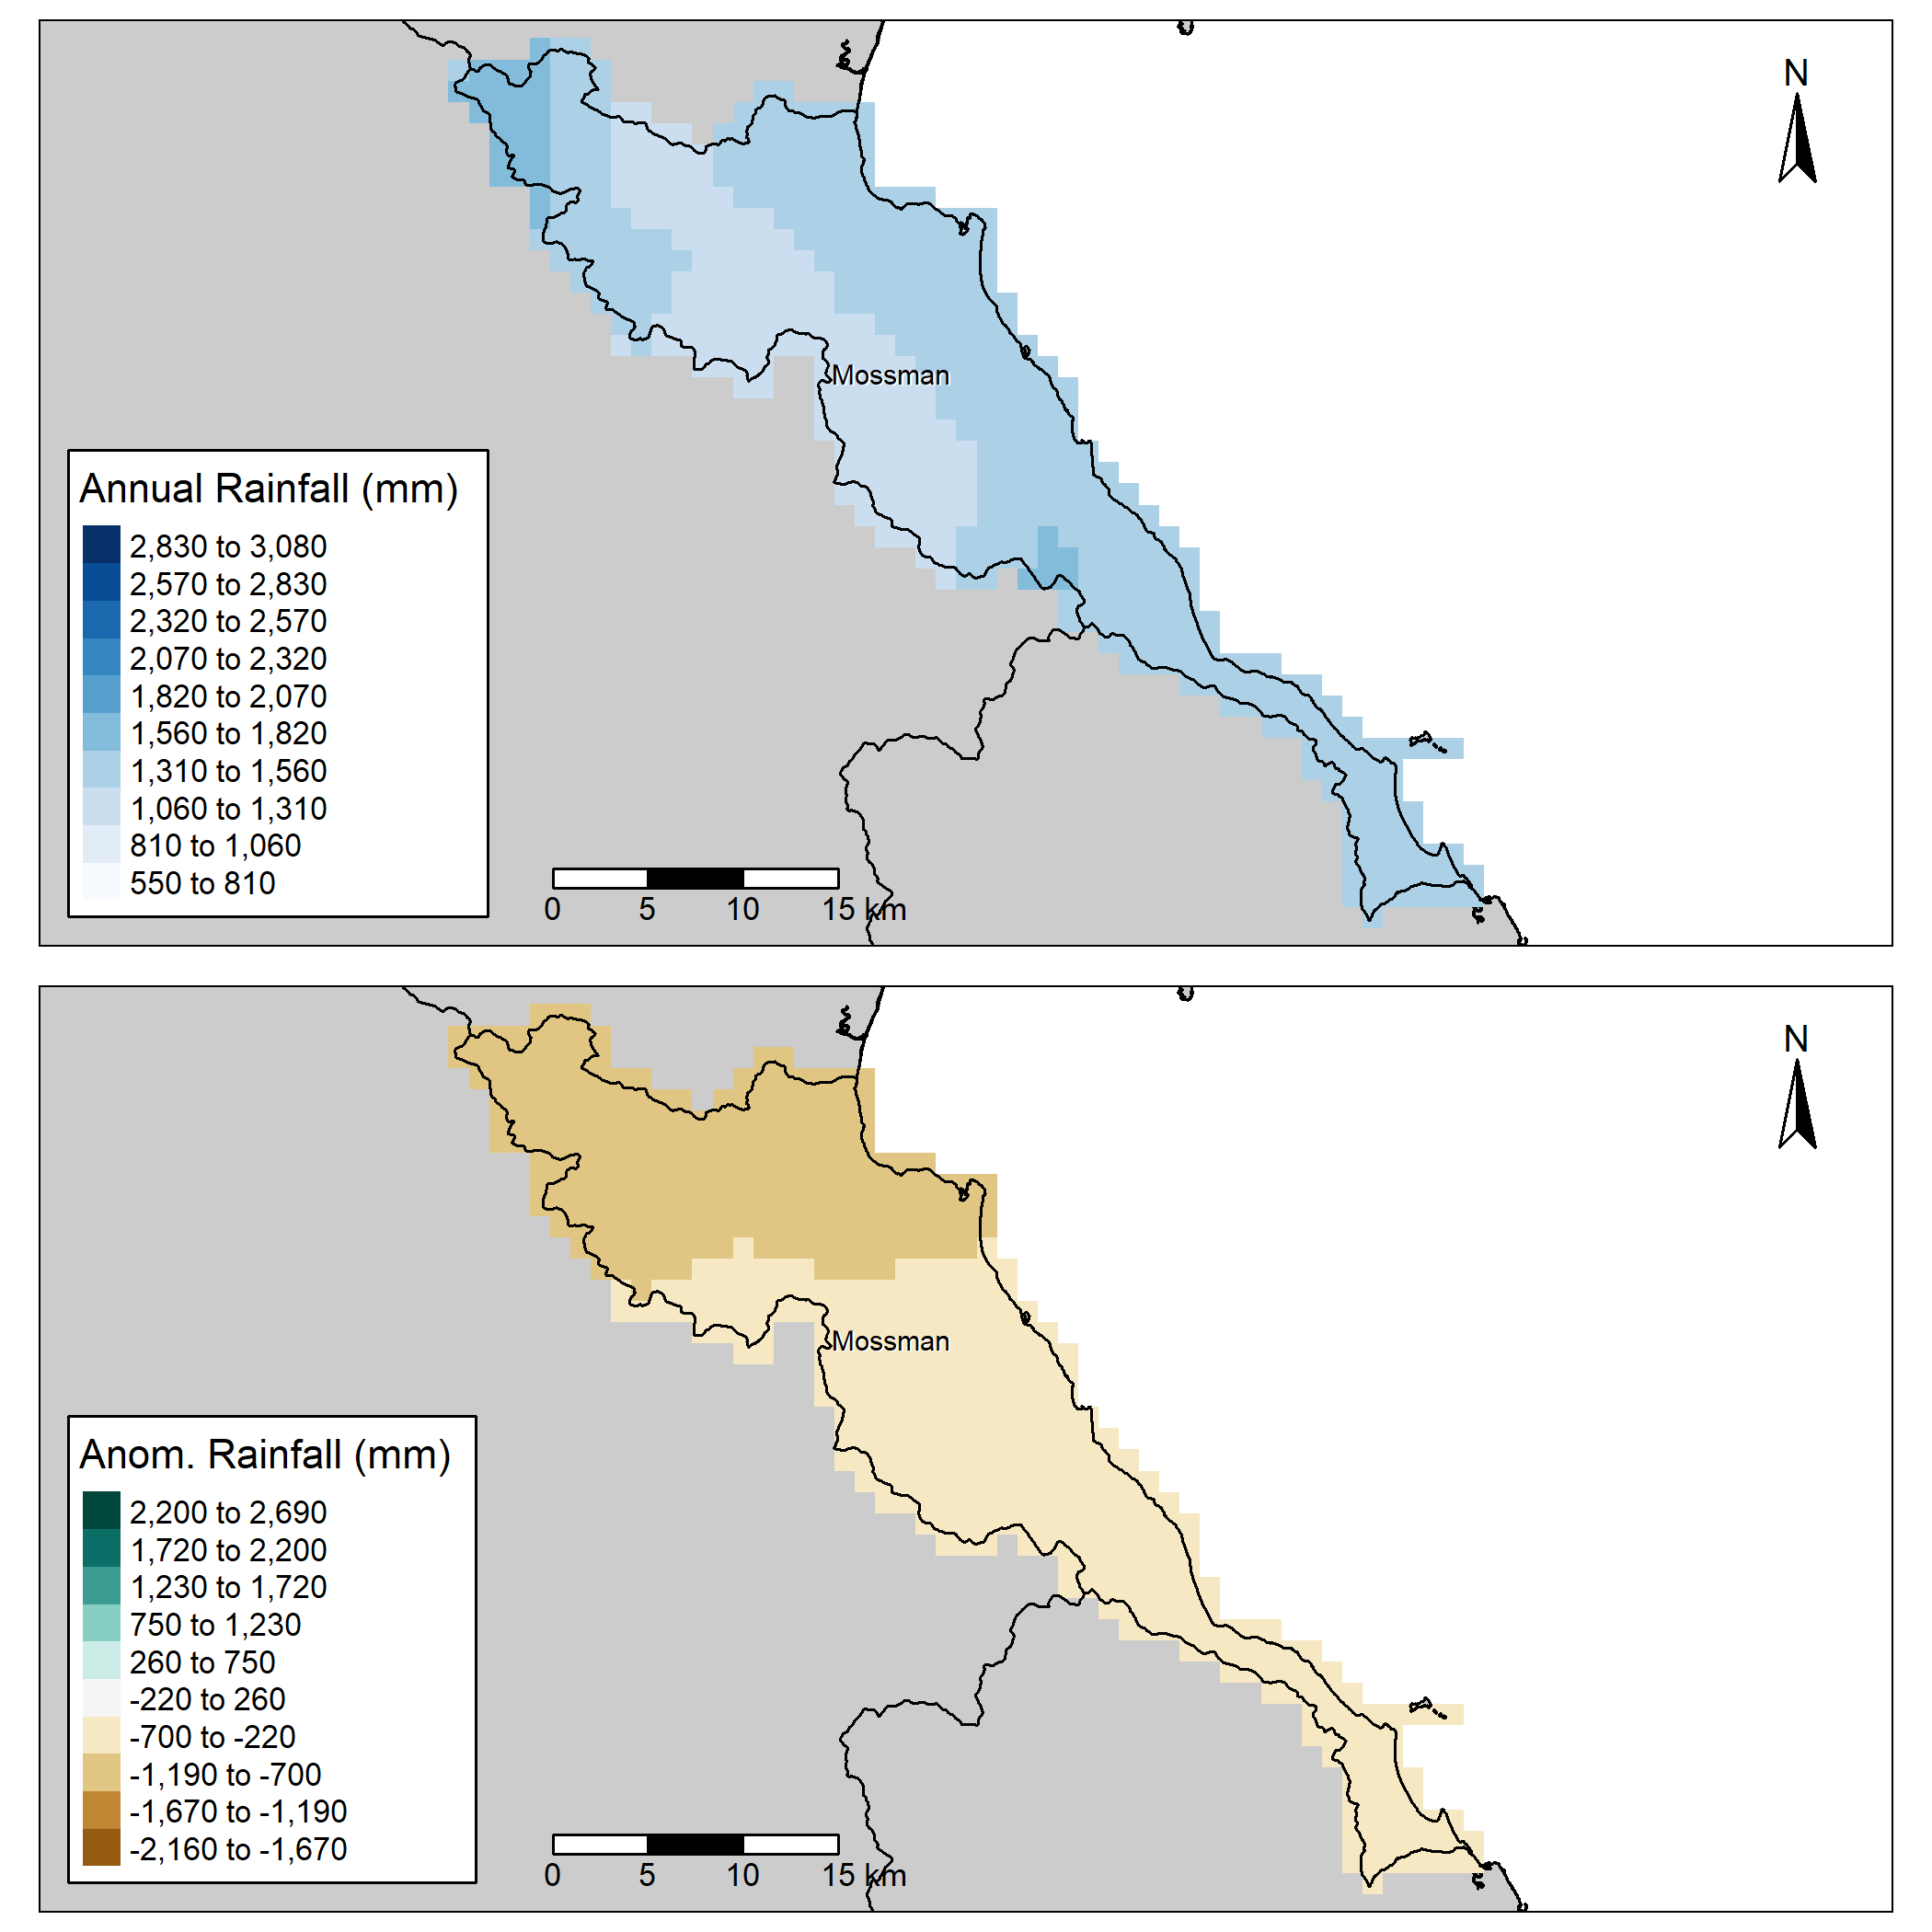 N
Mossman
Annual Rainfall (mm)
2,830 to 3,080
2,570 to 2,830
2,320 to 2,570
2,070 to 2,320
1,820 to 2,070
1,560 to 1,820
1,310 to 1,560
1,060 to 1,310
810 to 1,060
550 to 810
0 5 10 15 km
N
Mossman
Anom. Rainfall (mm)
2,200 to 2,690
1,720 to 2,200
1,230 to 1,720
750 to 1,230
260 to 750
-220 to 260
-700 to -220
-1,190 to -700
-1,670 to -1,190
-2,160 to -1,670
0 5 10 15 km